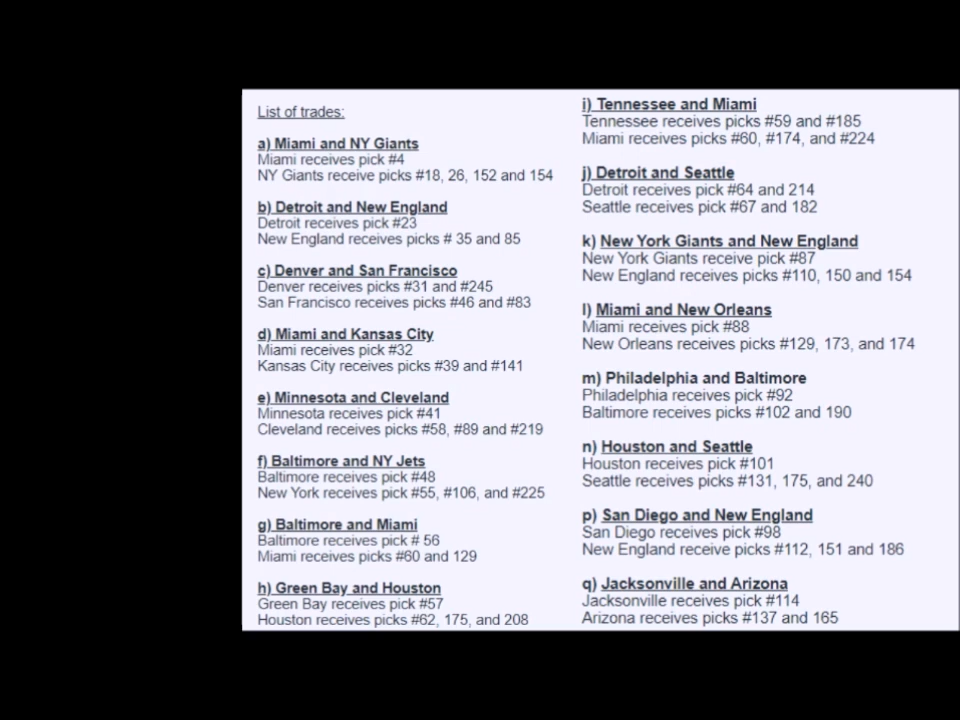 List of trades:
a) Miami and NY Giants
Miami receives pick #4
NY Giants receive picks #18, 26, 152 and 154
b) Detroit and New England
Detroit receives pick #23
New England receives picks # 35 and 85
c) Denver and San Francisco
Denver receives picks #31 and #245
San Francisco receives picks #46 and #83
d) Miami and Kansas City
Miami receives pick #32
Kansas City receives picks #39 and #141
e) Minnesota and Cleveland
Minnesota receives pick #41
Cleveland receives picks #58, #89 and #219
f) Baltimore and NY Jets
Baltimore receives pick #48
New York receives pick #55, #106, and #225
g) Baltimore and Miami
Baltimore receives pick # 56
Miami receives picks #60 and 129
h) Green Bay and Houston
Green Bay receives pick #57
Houston receives picks #62, 175, and 208
i) Tennessee and Miami
Tennessee receives picks #59 and #185
Miami receives picks #60, #174, and #224
j) Detroit and Seattle
Detroit receives pick #64 and 214
Seattle receives pick #67 and 182
k) New York Giants and New England
New York Giants receive pick #87
New England receives picks #110, 150 and 154
l) Miami and New Orleans
Miami receives pick #88
New Orleans receives picks #129, 173, and 174
m) Philadelphia and Baltimore
Philadelphia receives pick #92
Baltimore receives picks #102 and 190
n) Houston and Seattle
Houston receives pick #101
Seattle receives picks #131, 175, and 240
p) San Diego and New England
San Diego receives pick #98
New England receive picks #112, 151 and 186
q) Jacksonville and Arizona
Jacksonville receives pick #114
Arizona receives picks #137 and 165